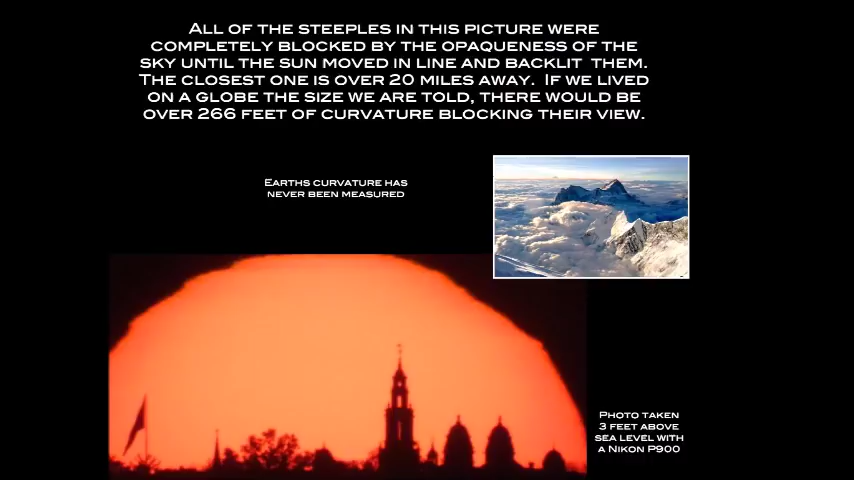 All of the steeples in this picture were
completely blocked by the opaqueness of the
sky until the sun moved in line and backlit them.
The closest one is over 20 miles away. If we lived
on a globe the size we are told, there would be
over 266 feet of curvature blocking their view.
Earths curvature has
never been measured
Photo taken
3 feet above
sea level with
a Nikon P900